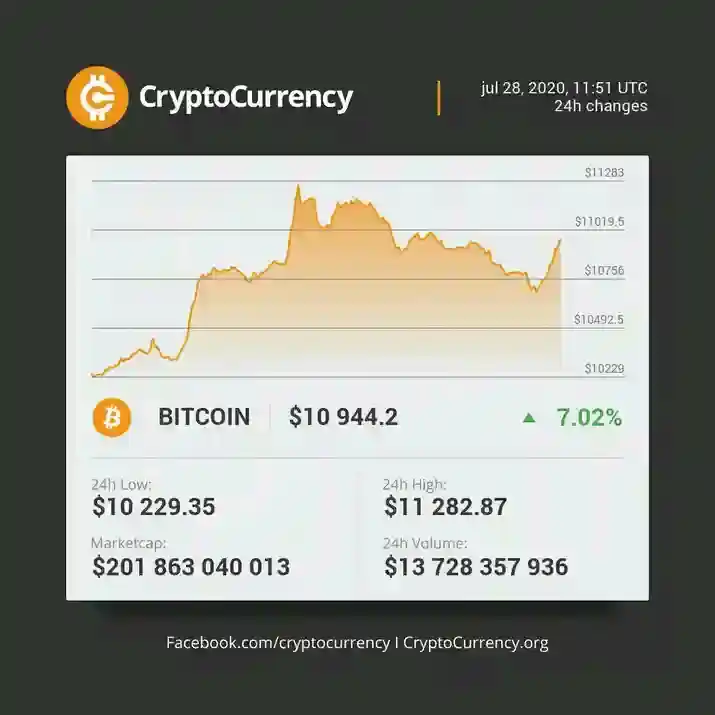 CryptoCurrency
jul 28, 2020, 11:51 UTC
24h changes
$11283
$11019.5
$10756
$10492.5
$10229
BITCOIN $10 944.2 ▲ 7.02%
24h Low: 24h High:
$10 229.35 $11 282.87
Marketcap: 24h Volume:
$201 863 040 013 $13 728 357 936
Facebook.com/cryptocurrency I CryptoCurrency.org